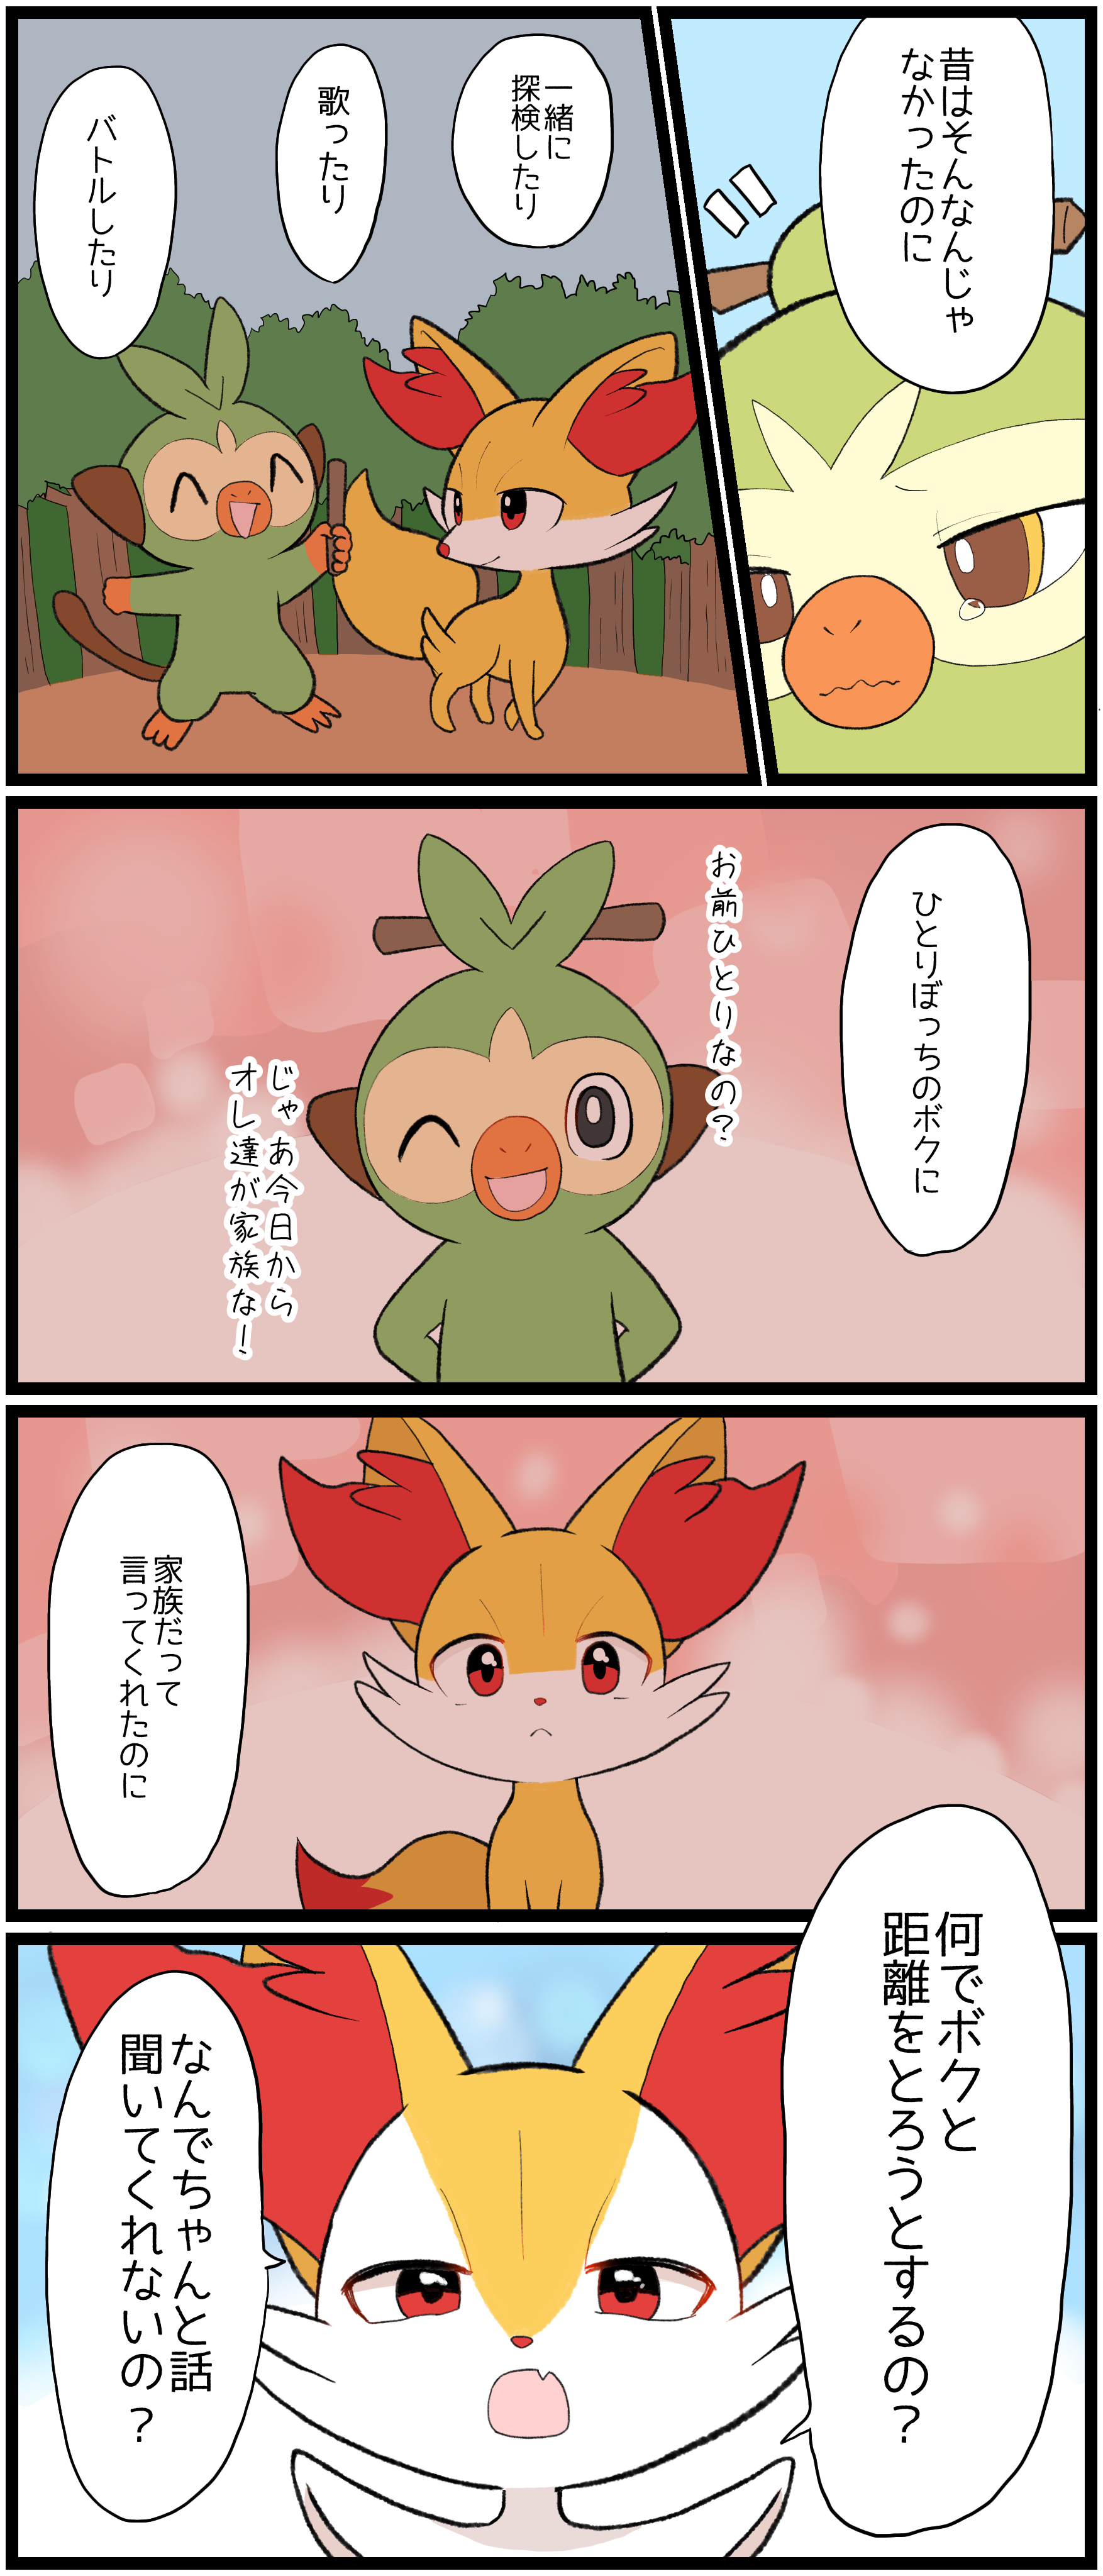 昔はそんなんじゃ
なかったのに
一緒に
探検したり
歌ったり
バトルしたり
ひとりぼっちのボクに
お前ひとりなの？
じゃあ今日から
オレ達が家族な！
家族だって
言ってくれたのに
何でボクと
距離をとろうとするの？
なんでちゃんと話
聞いてくれないの？